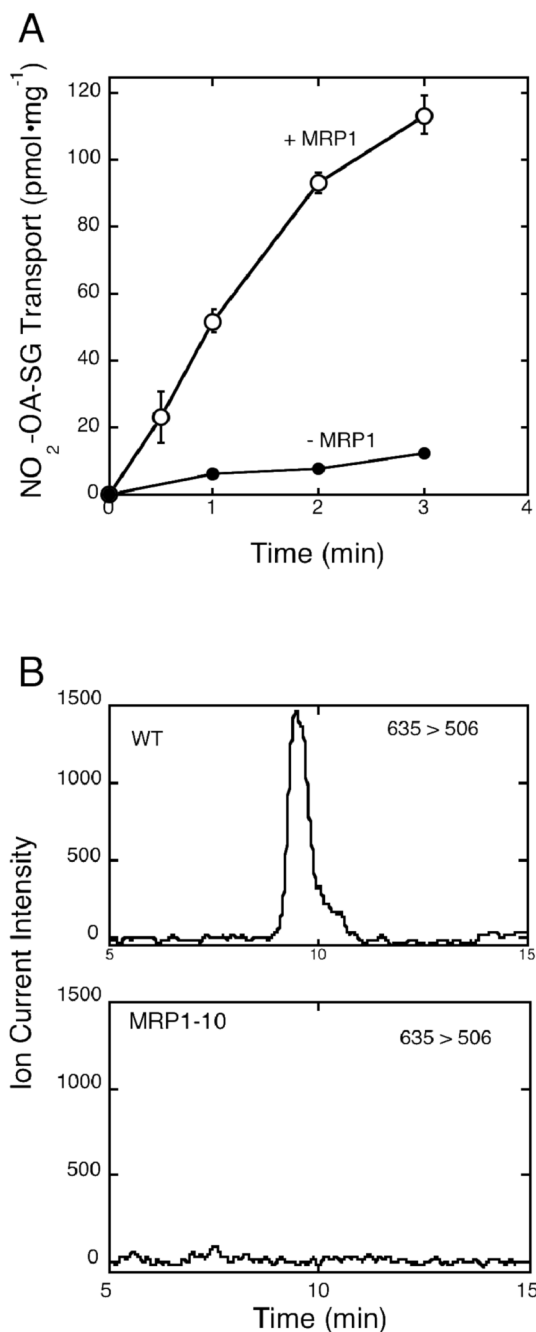 A
NO2-OA-SG Transport (pmol•mg-1)
120
100
80
60
40
20
0
+ MRP1
- MRP1
0 1 2 3 4
Time (min)
B
Ion Current Intensity
1500
1000
500
0
WT
635 > 506
5 10 15
1500
1000
500
0
MRP1-10
635 > 506
5 10 15
Time (min)